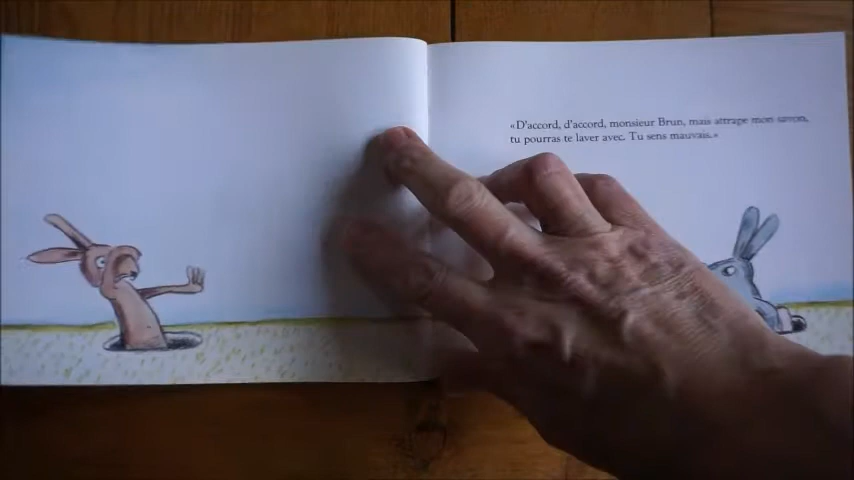 «D'accord, d'accord, monsieur Brun, mais attrape mon savon,
tu pourras te laver avec. Tu sens mauvais.»